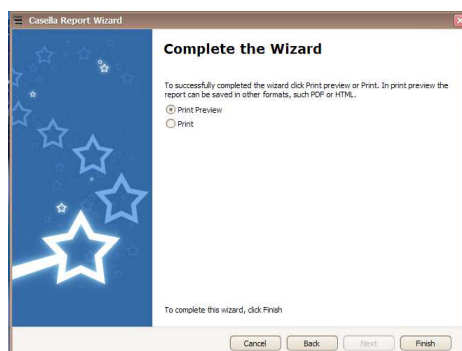 Casella Report Wizard
Complete the Wizard
To successfully completed the wizard click Print preview or Print. In print preview the
report can be saved in other formats, such PDF or HTML.
Print Preview
Print
To complete this wizard, click Finish
Cancel Back Next Finish